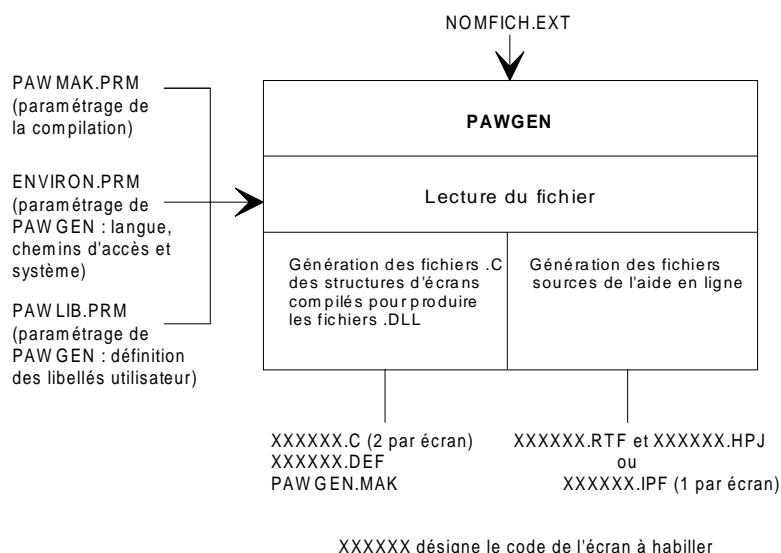 NOMFICH.EXT
PAWMAK.PRM
(paramétrage de
la compilation)
ENVIRON.PRM
(paramétrage de
PAWGEN : langue,
chemins d'accès et
système)
PAWLIB.PRM
(paramétrage de
PAWGEN : définition
des libellés utilisateur)
PAWGEN
Lecture du fichier
Génération des fichiers .C
des structures d'écrans
compilés pour produire
les fichiers .DLL
Génération des fichiers
sources de l'aide en ligne
XXXXXX.C (2 par écran)
XXXXXX.DEF
PAWGEN.MAK
XXXXXX.RTF et XXXXXX.HPJ
ou
XXXXXX.IPF (1 par écran)
XXXXXX désigne le code de l'écran à habiller